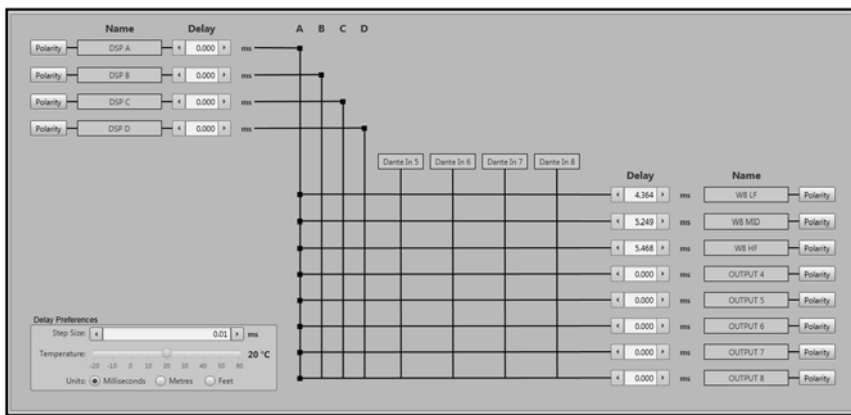 Name Delay A B C D
Polarity DSP A 0.000 ms
Polarity DSP B 0.000 ms
Polarity DSP C 0.000 ms
Polarity DSP D 0.000 ms
Dante In 5 Dante In 6 Dante In 7 Dante In 8
Delay Name
4.364 ms W8 LF Polarity
5.249 ms W8 MID Polarity
5.468 ms W8 HF Polarity
0.000 ms OUTPUT 4 Polarity
0.000 ms OUTPUT 5 Polarity
0.000 ms OUTPUT 6 Polarity
0.000 ms OUTPUT 7 Polarity
0.000 ms OUTPUT 8 Polarity
Delay Preferences
Step Size: 0.01 ms
Temperature: 20 °C
-20 -10 0 10 20 30 40 50 60
Units: Milliseconds Metres Feet